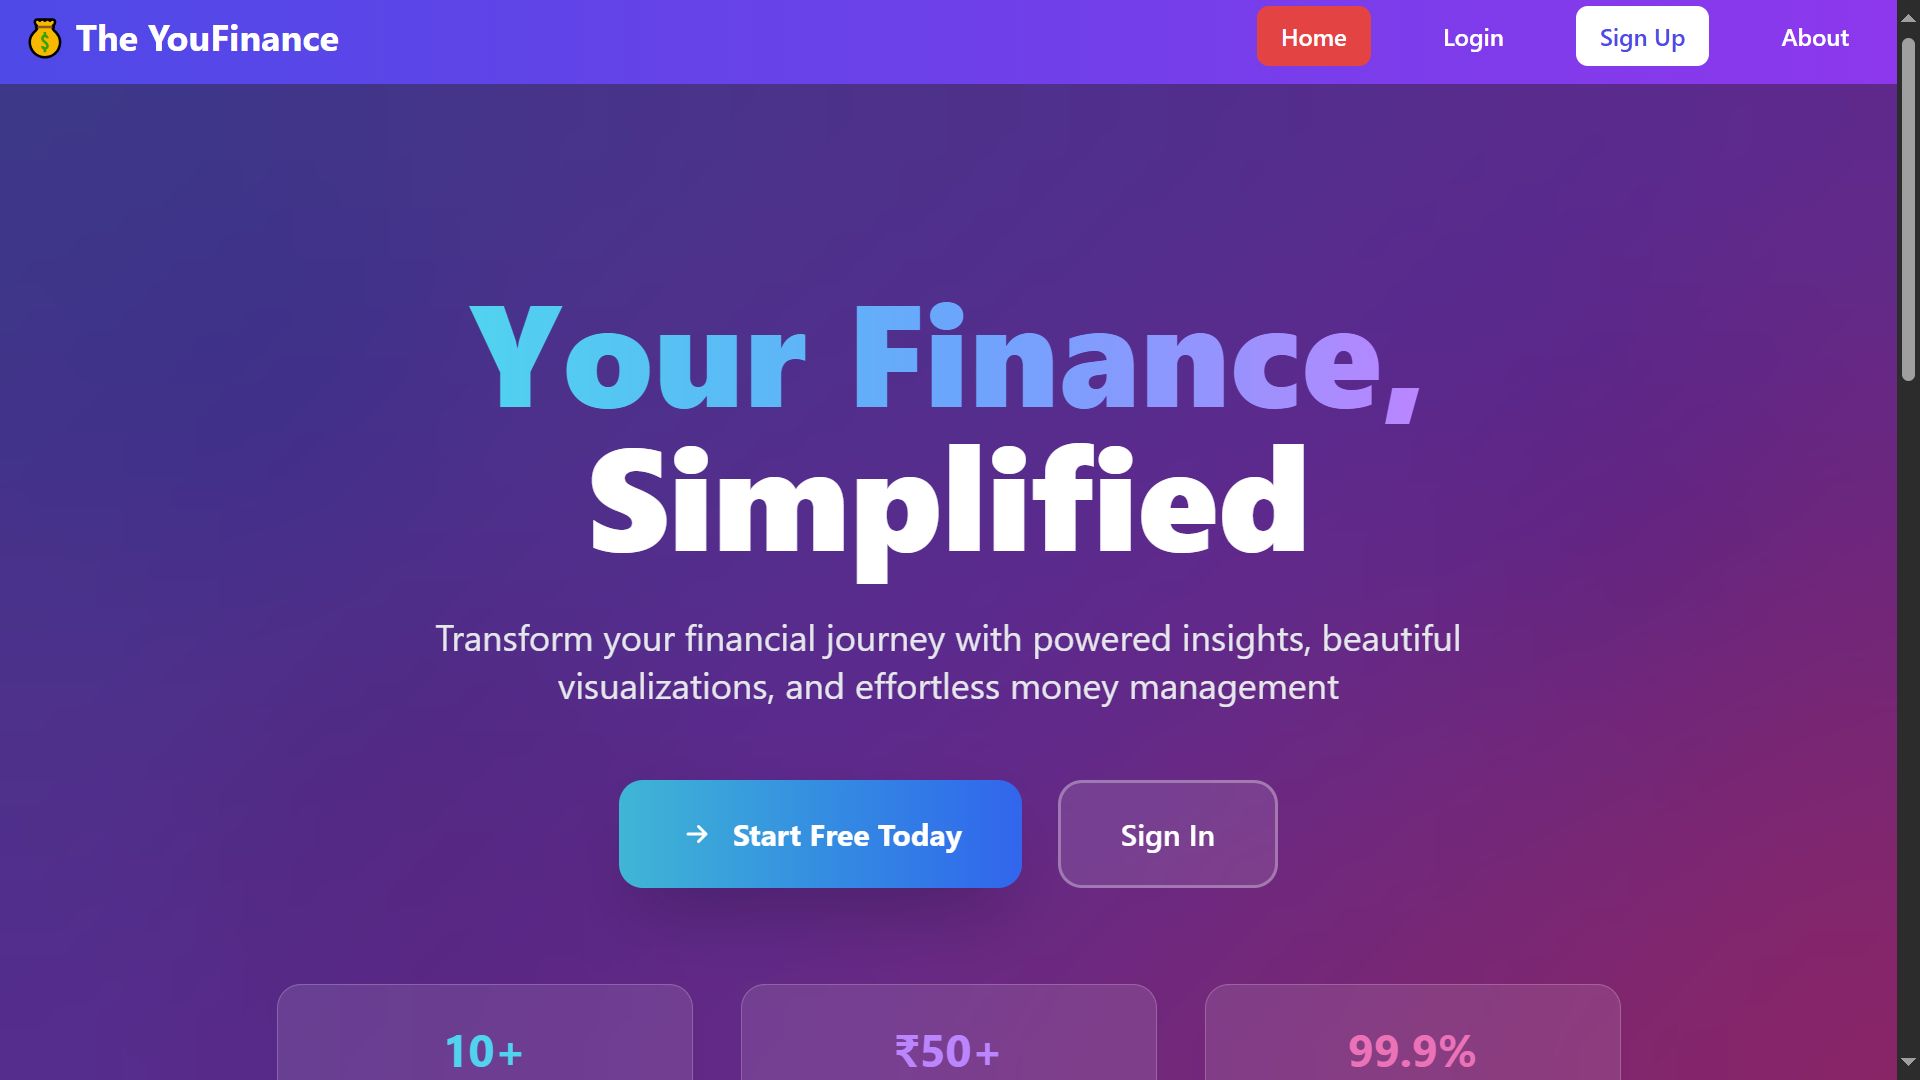 The YouFinance
Home Login Sign Up About
Your Finance,
Simplified
Transform your financial journey with powered insights, beautiful
visualizations, and effortless money management
→ Start Free Today
Sign In
10+ ₹50+ 99.9%